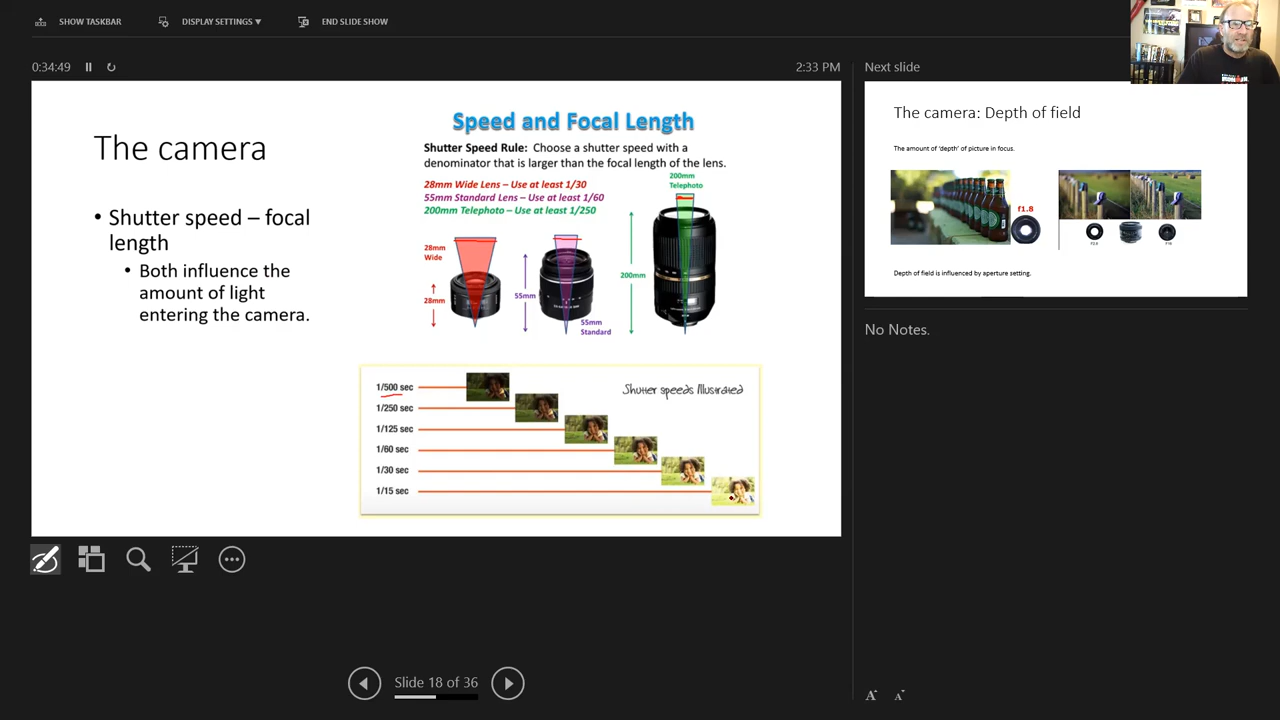 SHOW TASKBAR
DISPLAY SETTINGS ▼
END SLIDE SHOW
0:34:49
2:33 PM
The camera
• Shutter speed – focal
length
• Both influence the
amount of light
entering the camera.
Speed and Focal Length
Shutter Speed Rule: Choose a shutter speed with a
denominator that is larger than the focal length of the lens.
28mm Wide Lens – Use at least 1/30
55mm Standard Lens – Use at least 1/60
200mm Telephoto – Use at least 1/250
200mm
Telephoto
28mm
Wide
28mm
55mm
55mm
Standard
200mm
Shutter speeds Illustrated
1/500 sec
1/250 sec
1/125 sec
1/60 sec
1/30 sec
1/15 sec
Slide 18 of 36
Next slide
The camera: Depth of field
The amount of 'depth' of picture in focus.
f1.8
Depth of field is influenced by aperture setting.
No Notes.
A
A